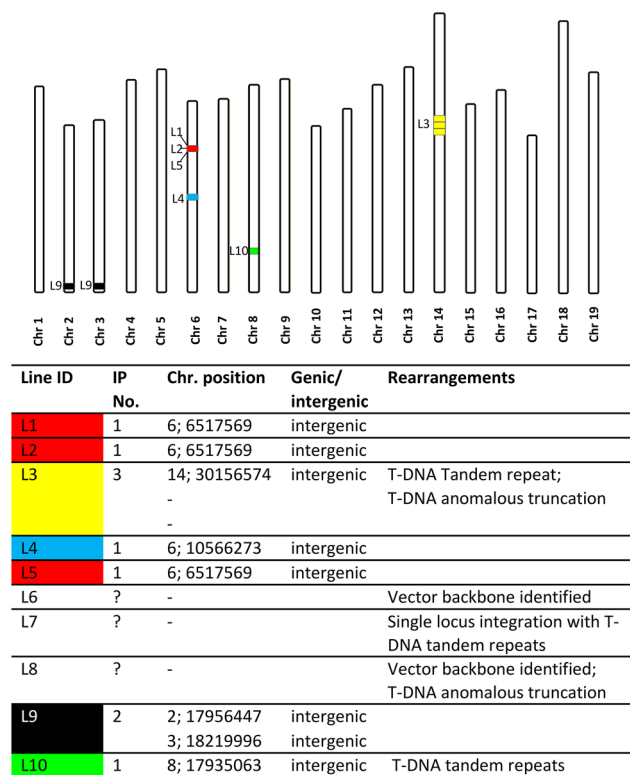 L1
L2
L5
L4
L3
L10
L9
L9
Chr 1
Chr 2
Chr 3
Chr 4
Chr 5
Chr 6
Chr 7
Chr 8
Chr 9
Chr 10
Chr 11
Chr 12
Chr 13
Chr 14
Chr 15
Chr 16
Chr 17
Chr 18
Chr 19
Line ID IP Chr. position Genic/ Rearrangements
No. intergenic
L1 1 6; 6517569 intergenic
L2 1 6; 6517569 intergenic
L3 3 14; 30156574 intergenic T-DNA Tandem repeat;
- T-DNA anomalous truncation
-
L4 1 6; 10566273 intergenic
L5 1 6; 6517569 intergenic
L6 ? - Vector backbone identified
L7 ? - Single locus integration with T-
DNA tandem repeats
L8 ? - Vector backbone identified;
T-DNA anomalous truncation
L9 2 2; 17956447 intergenic
3; 18219996 intergenic
L10 1 8; 17935063 intergenic T-DNA tandem repeats